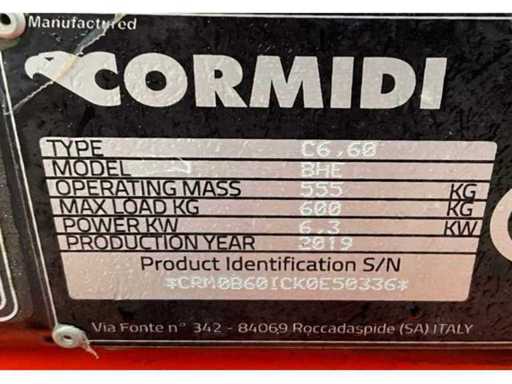 Manufactured
CORMIDI
TYPE C6.60
MODEL BHE
OPERATING MASS 555 KG
MAX LOAD KG 600 KG
POWER KW 6.3 KW
PRODUCTION YEAR 2019
Product Identification S/N
*CRM0B60ICK0E50336*
Via Fonte n° 342 - 84069 Roccadaspide (SA) ITALY